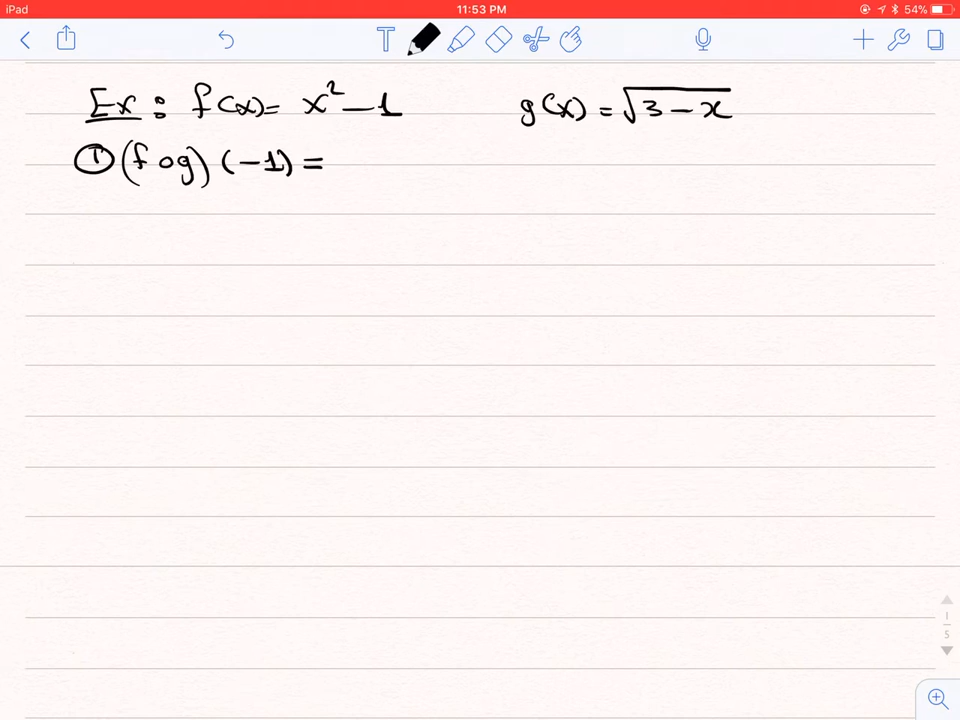 iPad 11:53 PM 54%
T
Ex : f(x) = x² - 1 g(x) = √(3 - x)
① (f o g) (-1) =
1
5